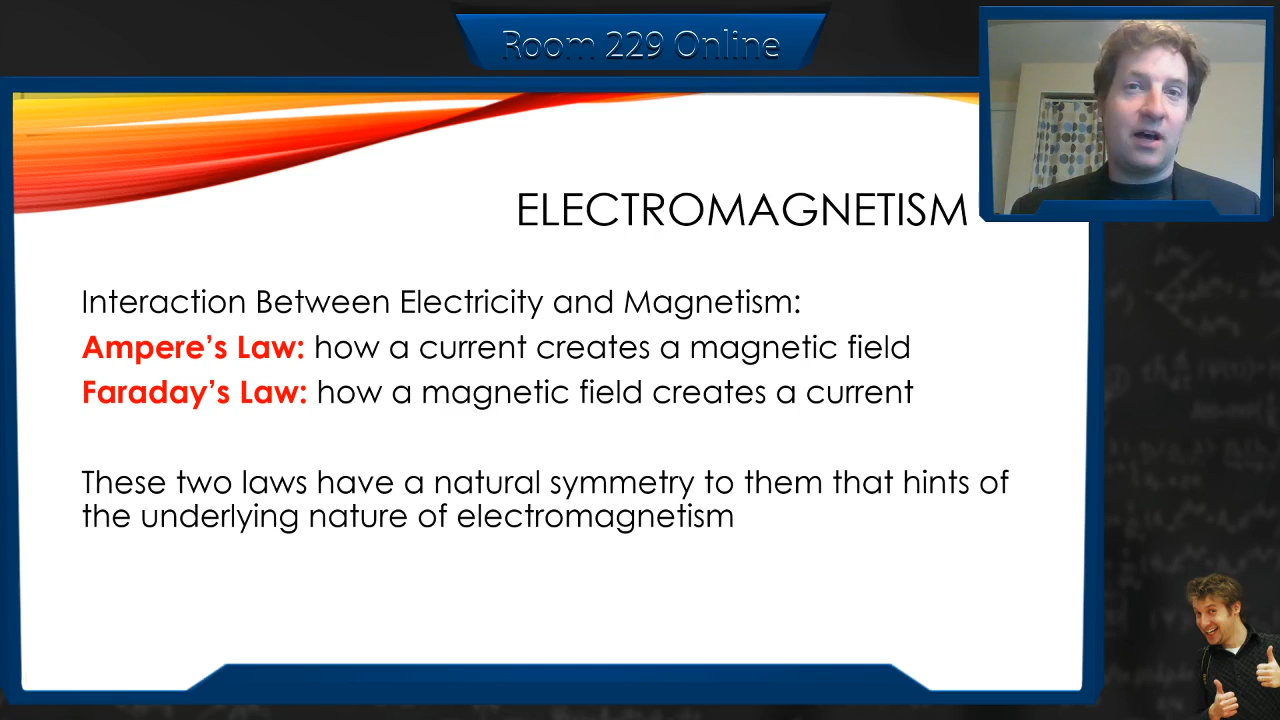 Room 229 Online
ELECTROMAGNETISM
Interaction Between Electricity and Magnetism:
Ampere’s Law: how a current creates a magnetic field
Faraday’s Law: how a magnetic field creates a current
These two laws have a natural symmetry to them that hints of
the underlying nature of electromagnetism